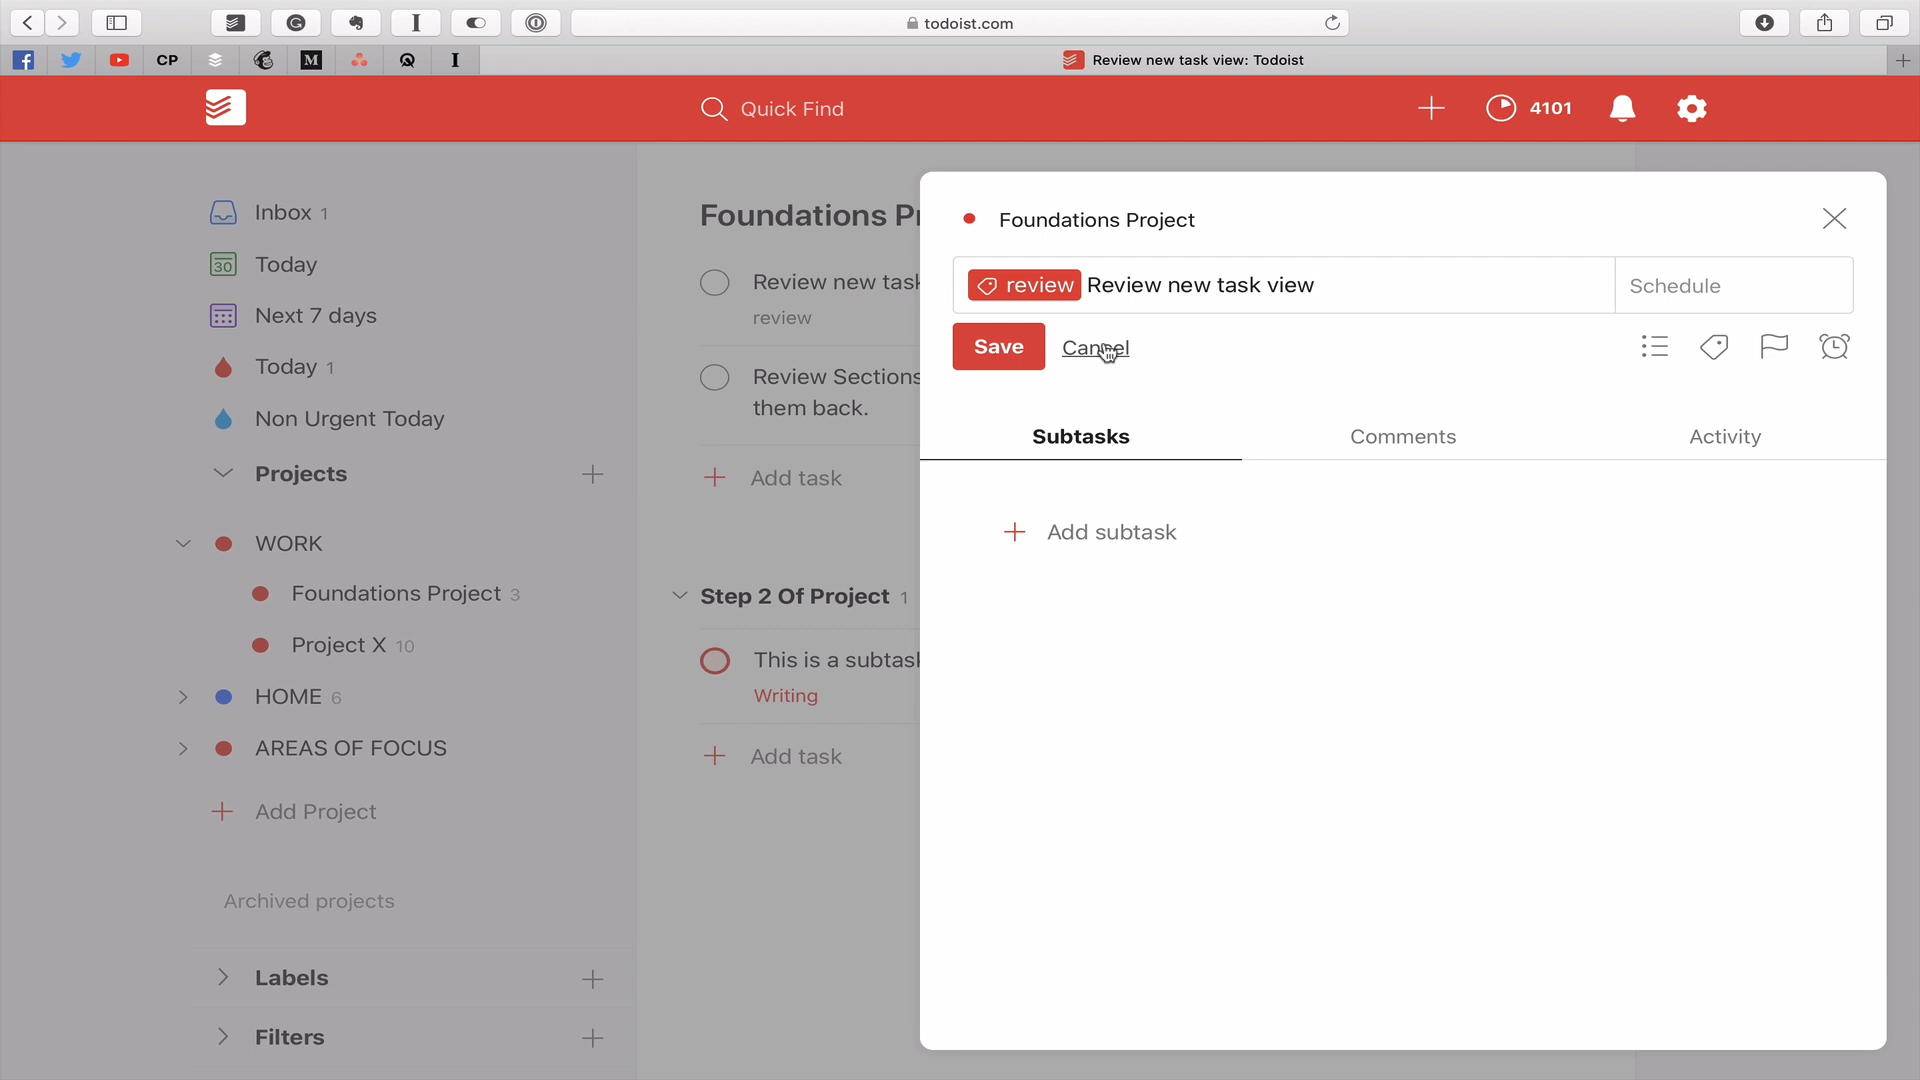 todoist.com
CP
M
I
Review new task view: Todoist
Quick Find
4101
Inbox 1
30 Today
Next 7 days
Today 1
Non Urgent Today
Projects
WORK
Foundations Project 3
Project X 10
HOME 6
AREAS OF FOCUS
Add Project
Archived projects
Labels
Filters
Foundations Pr
Review new task
review
Review Sections
them back.
Add task
Step 2 Of Project 1
This is a subtask
Writing
Add task
Foundations Project
review Review new task view
Schedule
Save
Cancel
Subtasks
Comments
Activity
Add subtask